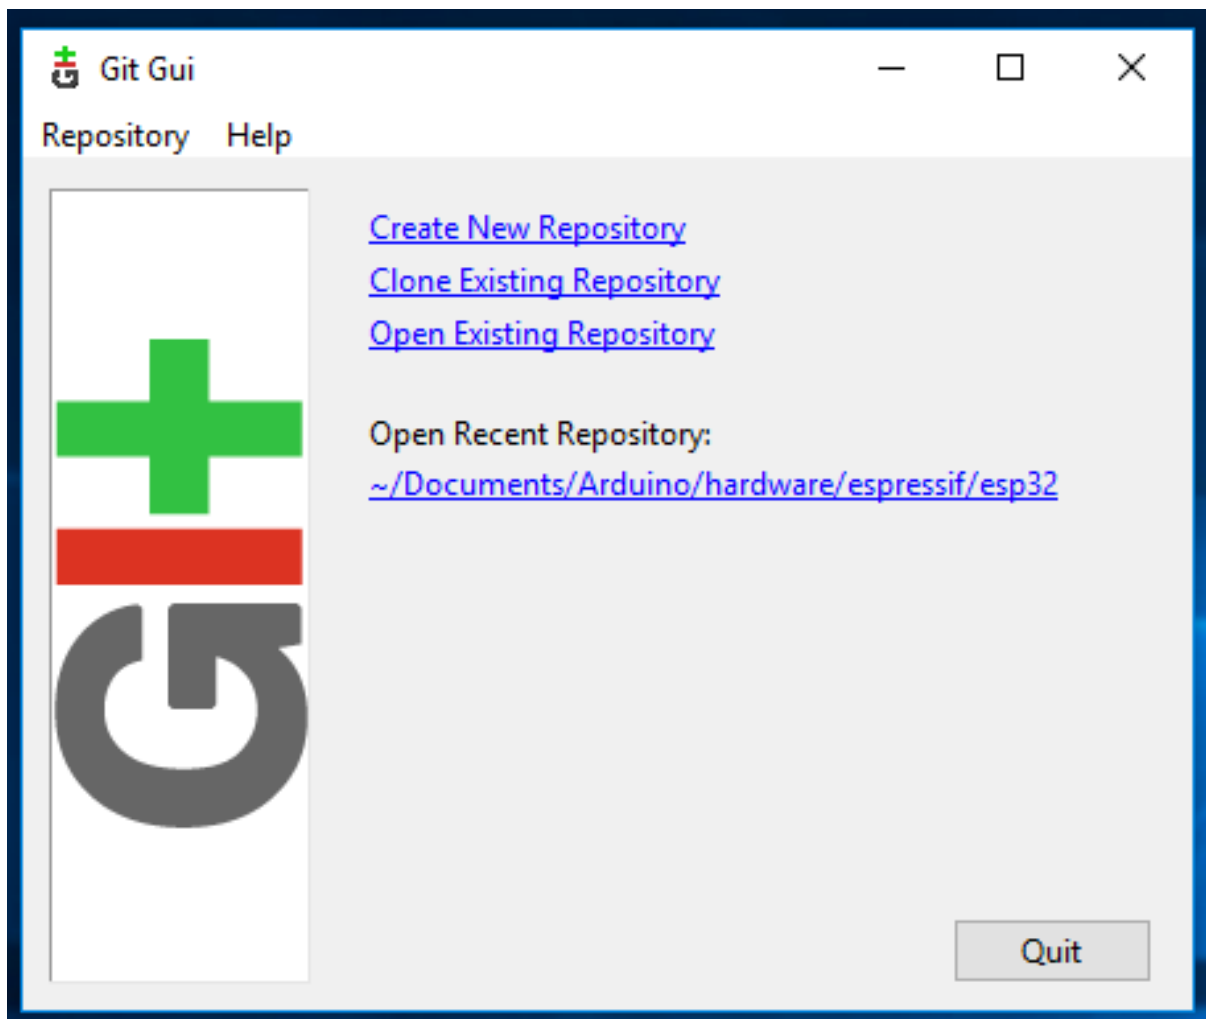 Git Gui
Repository Help
Create New Repository
Clone Existing Repository
Open Existing Repository
Open Recent Repository:
~/Documents/Arduino/hardware/espressif/esp32
Git
Quit